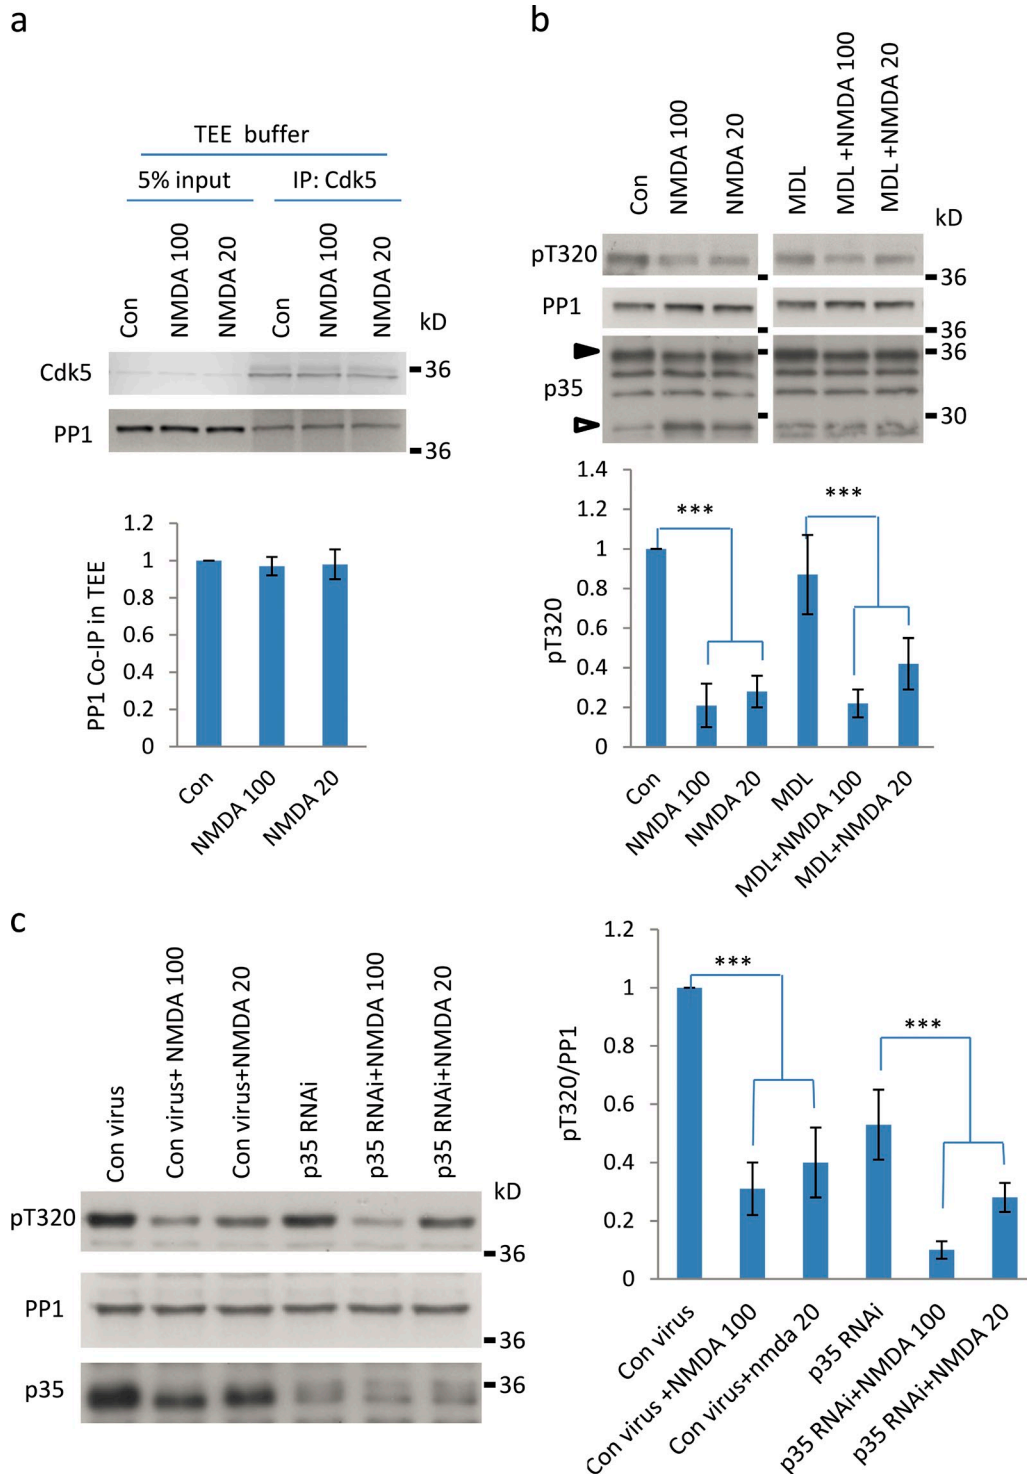 a
TEE buffer
5% input
IP: Cdk5
Con
NMDA 100
NMDA 20
Con
NMDA 100
NMDA 20
kD
Cdk5
36
PP1
36
1.2
1
0.8
0.6
0.4
0.2
0
PP1 Co-IP in TEE
Con
NMDA 100
NMDA 20
b
Con
NMDA 100
NMDA 20
MDL
MDL +NMDA 100
MDL +NMDA 20
kD
pT320
36
PP1
36
36
p35
30
1.4
1.2
1
0.8
0.6
0.4
0.2
0
pT320
***
***
Con
NMDA 100
NMDA 20
MDL
MDL+NMDA 100
MDL+NMDA 20
c
Con virus
Con virus+ NMDA 100
Con virus+NMDA 20
p35 RNAi
p35 RNAi+NMDA 100
p35 RNAi+NMDA 20
kD
pT320
36
PP1
36
p35
36
1.2
1
0.8
0.6
0.4
0.2
0
pT320/PP1
***
***
Con virus
Con virus +NMDA 100
Con virus+nmda 20
p35 RNAi
p35 RNAi+NMDA 100
p35 RNAi+NMDA 20